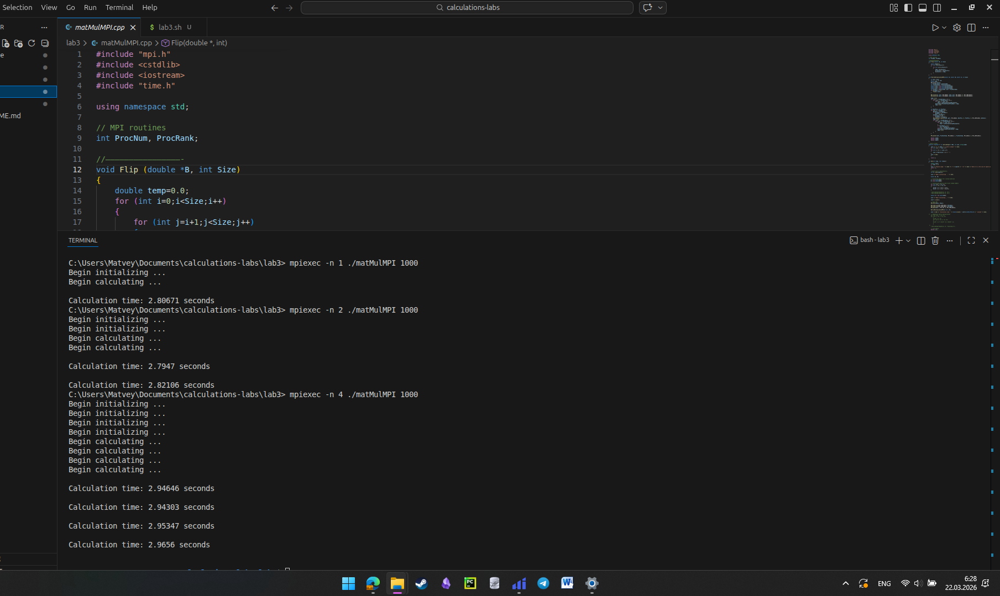 Selection View Go Run Terminal Help
calculations-labs
R
matMulMPI.cpp
lab3.sh U
lab3 > matMulMPI.cpp > Flip(double *, int)
e
ME.md
1 #include "mpi.h"
2 #include <cstdlib>
3 #include <iostream>
4 #include "time.h"
5
6 using namespace std;
7
8 // MPI routines
9 int ProcNum, ProcRank;
10
11 //—————————————————-
12 void Flip (double *B, int Size)
13 {
14 double temp=0.0;
15 for (int i=0;i<Size;i++)
16 {
17 for (int j=i+1;j<Size;j++)
TERMINAL
bash - lab3
C:\Users\Matvey\Documents\calculations-labs\lab3> mpiexec -n 1 ./matMulMPI 1000
Begin initializing ...
Begin calculating ...
Calculation time: 2.80671 seconds
C:\Users\Matvey\Documents\calculations-labs\lab3> mpiexec -n 2 ./matMulMPI 1000
Begin initializing ...
Begin initializing ...
Begin calculating ...
Begin calculating ...
Calculation time: 2.7947 seconds
Calculation time: 2.82106 seconds
C:\Users\Matvey\Documents\calculations-labs\lab3> mpiexec -n 4 ./matMulMPI 1000
Begin initializing ...
Begin initializing ...
Begin initializing ...
Begin initializing ...
Begin calculating ...
Begin calculating ...
Begin calculating ...
Begin calculating ...
Calculation time: 2.94646 seconds
Calculation time: 2.94303 seconds
Calculation time: 2.95347 seconds
Calculation time: 2.9656 seconds
ENG
6:28
22.03.2026